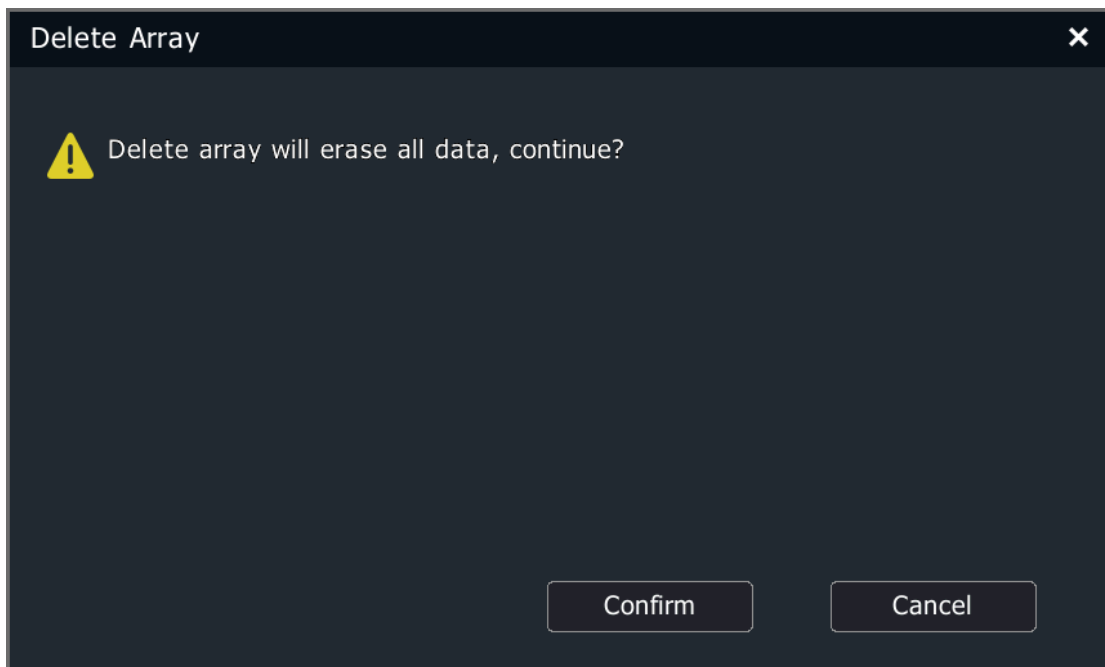 Delete Array
Delete array will erase all data, continue?
Confirm
Cancel